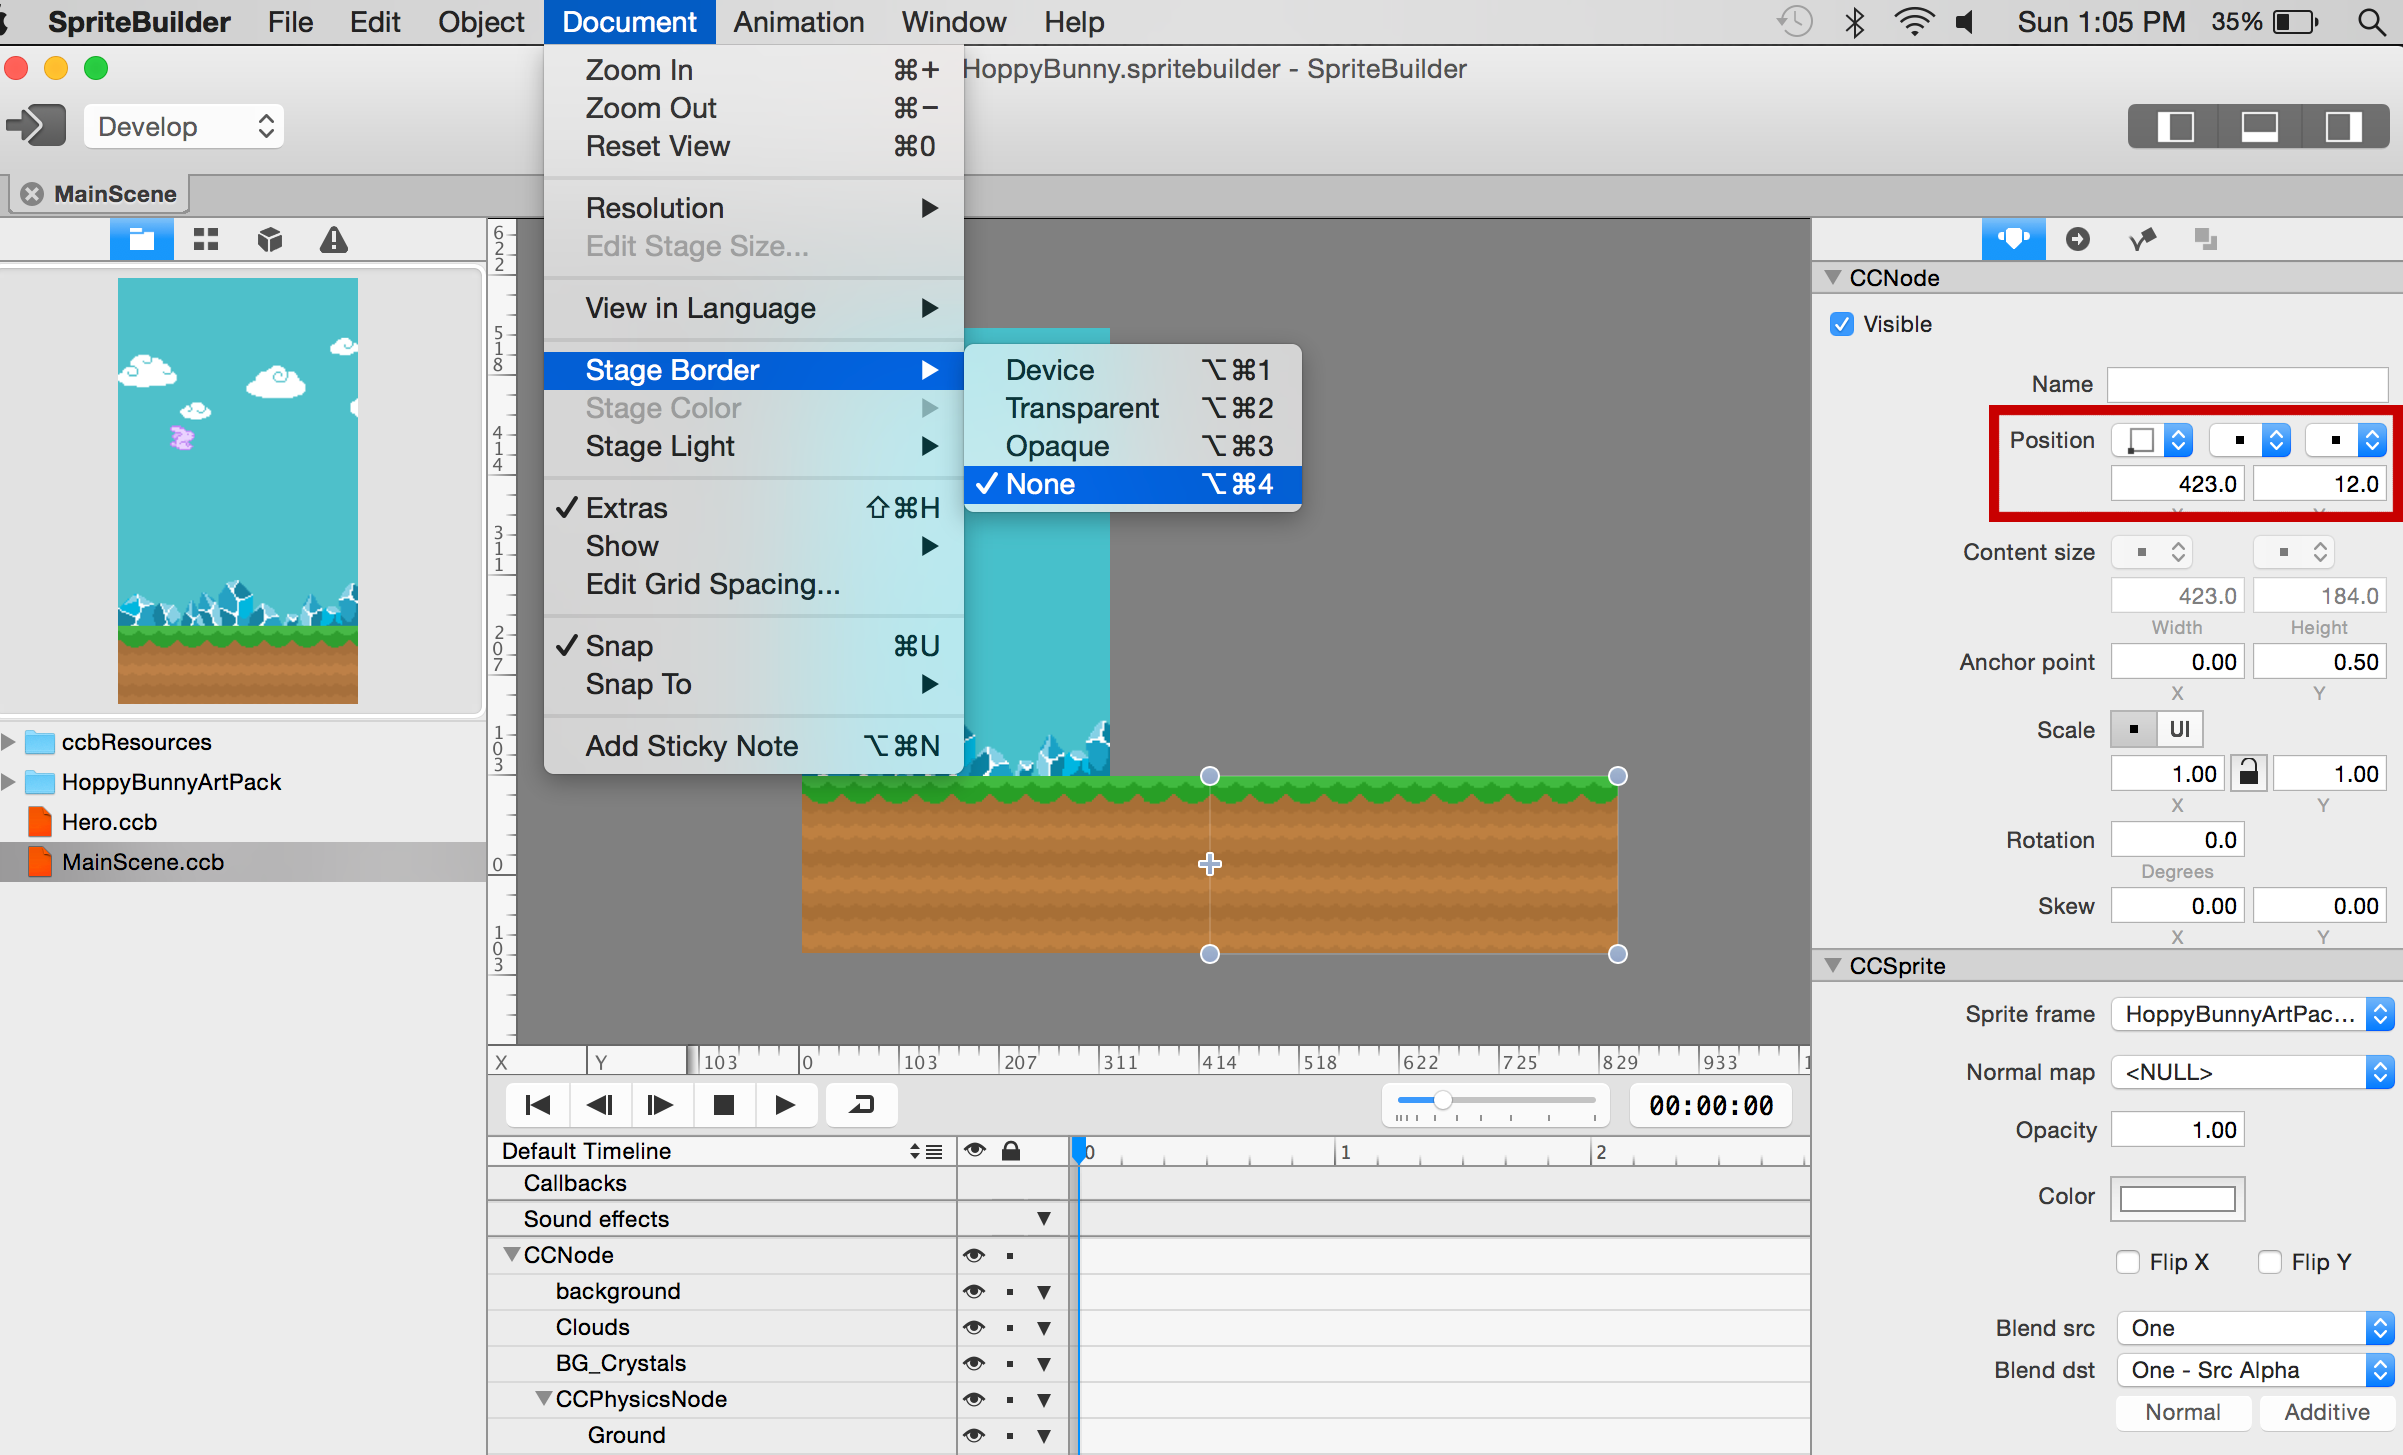 SpriteBuilder File Edit Object Document Animation Window Help Sun 1:05 PM 35%
HoppyBunny.spritebuilder - SpriteBuilder
Develop
MainScene
Zoom In ⌘+
Zoom Out ⌘−
Reset View ⌘0
Resolution
Edit Stage Size...
View in Language
Stage Border
Stage Color
Stage Light
Extras ⇧⌘H
Show
Edit Grid Spacing...
Snap ⌘U
Snap To
Add Sticky Note ⌥⌘N
Device ⌥⌘1
Transparent ⌥⌘2
Opaque ⌥⌘3
✓ None ⌥⌘4
ccbResources
HoppyBunnyArtPack
Hero.ccb
MainScene.ccb
622
518
414
311
207
103
0
103
X Y 103 0 103 207 311 414 518 622 725 829 933 1
00:00:00
Default Timeline 0 1 2
Callbacks
Sound effects
CCNode
background
Clouds
BG_Crystals
CCPhysicsNode
Ground
CCNode
Visible
Name
Position
423.0 12.0
X Y
Content size
423.0 184.0
Width Height
Anchor point 0.00 0.50
X Y
Scale UI
1.00 1.00
X Y
Rotation 0.0
Degrees
Skew 0.00 0.00
X Y
CCSprite
Sprite frame HoppyBunnyArtPac...
Normal map <NULL>
Opacity 1.00
Color
Flip X Flip Y
Blend src One
Blend dst One - Src Alpha
Normal Additive